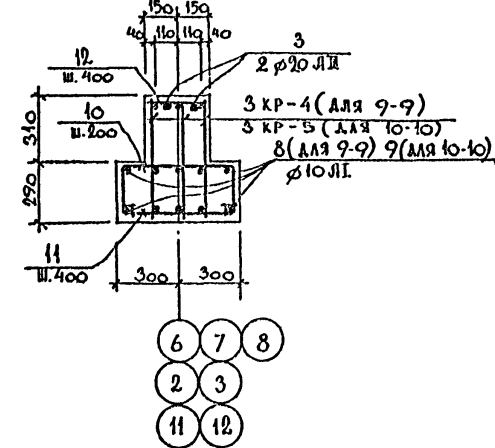 150 150
40 110 110 40
3
2 φ20 АII
12
Ш. 400
3 КР-4 (ДЛЯ 9-9)
3 КР-5 (ДЛЯ 10-10)
10
Ш.200
8 (ДЛЯ 9-9) 9 (ДЛЯ 10-10)
φ10 АI.
310
290
11
Ш.400
300 300
6 7 8
2 3
11 12